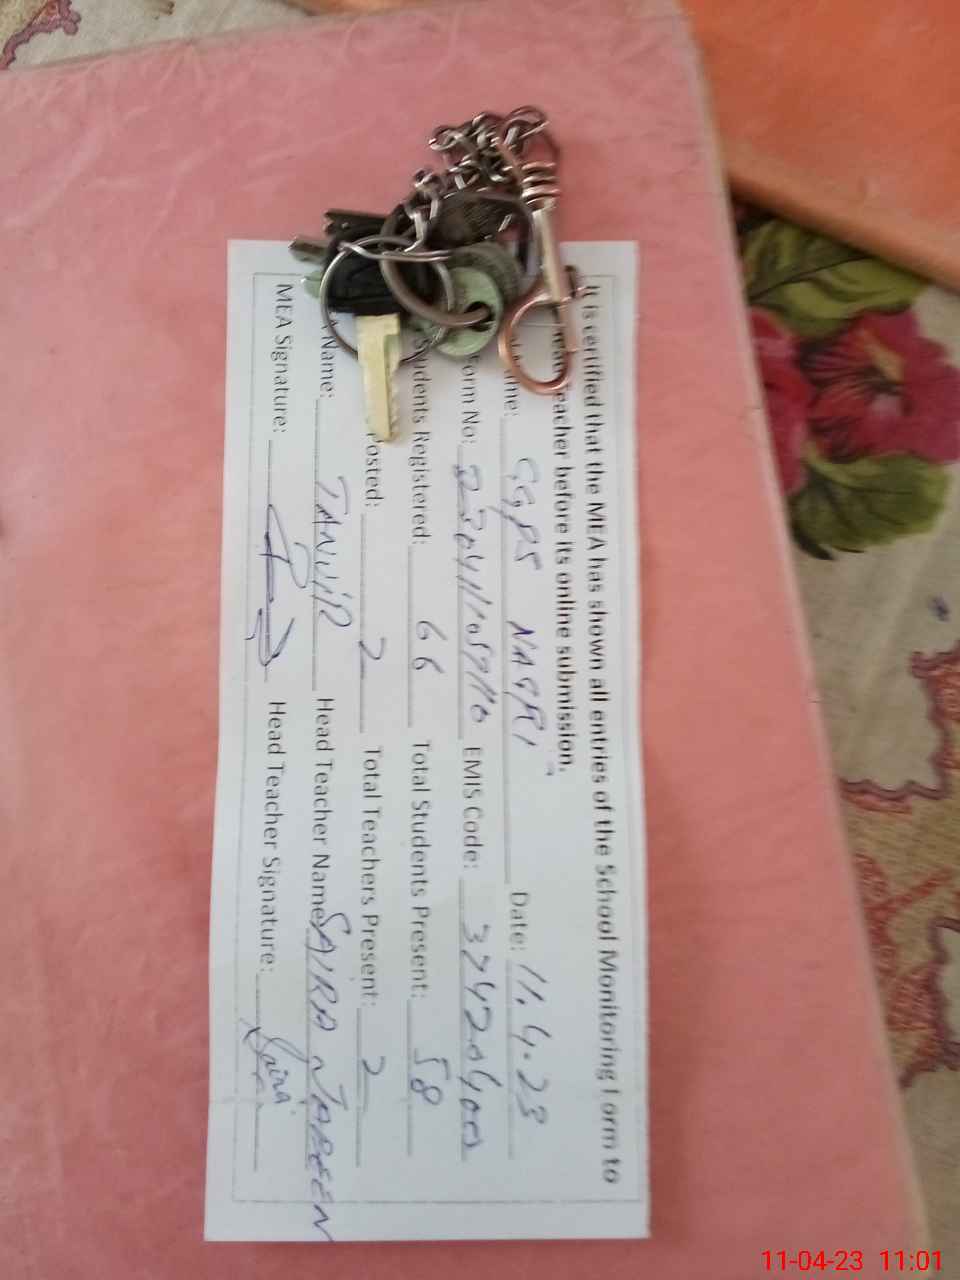 It is certified that the MEA has shown all entries of the School Monitoring Form to
Teacher before its online submission.
GGPS NAGRI Date: 11.4.23
Form No: EMIS Code: 37420400
Students Registered: 66 Total Students Present: 58
Posted: 2 Total Teachers Present: 2
Name: TANVIR Head Teacher Name SAIRA
MEA Signature: Head Teacher Signature: Saira
11-04-23 11:01